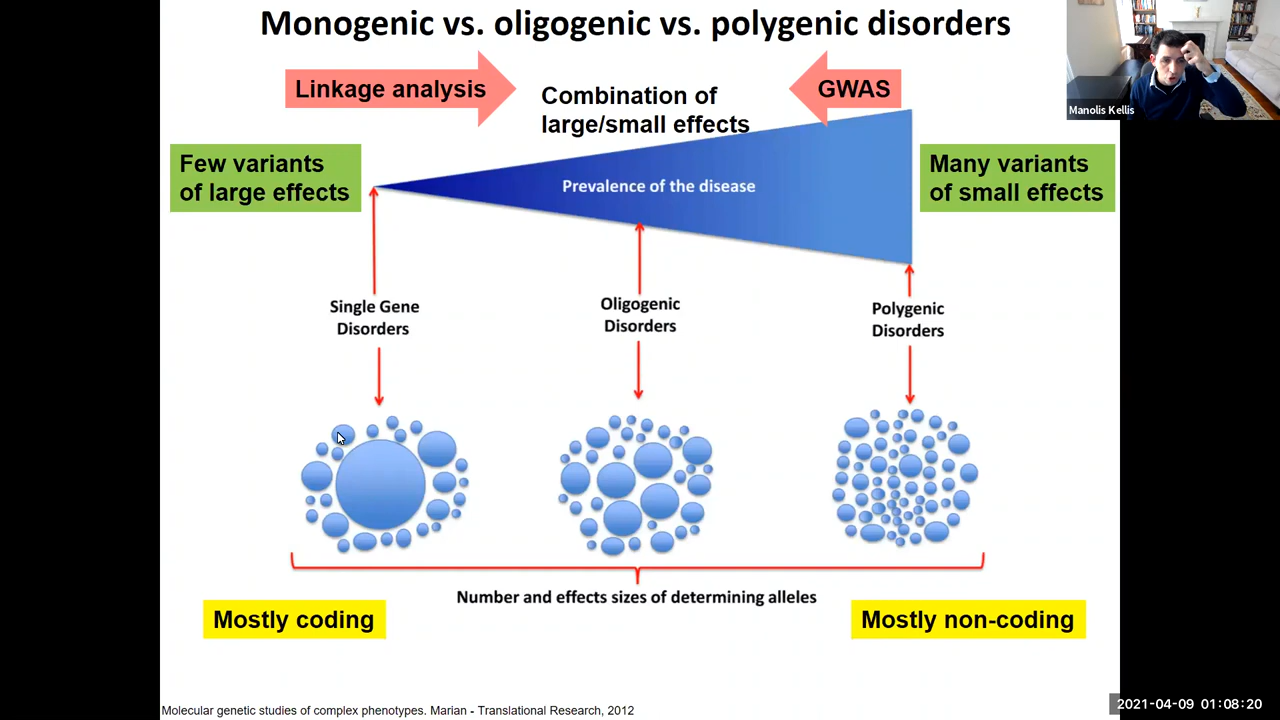 Monogenic vs. oligogenic vs. polygenic disorders
Manolis Kellis
Linkage analysis
Combination of
large/small effects
GWAS
Few variants
of large effects
Prevalence of the disease
Many variants
of small effects
Single Gene
Disorders
Oligogenic
Disorders
Polygenic
Disorders
Number and effects sizes of determining alleles
Mostly coding
Mostly non-coding
Molecular genetic studies of complex phenotypes. Marian - Translational Research, 2012
2021-04-09 01:08:20